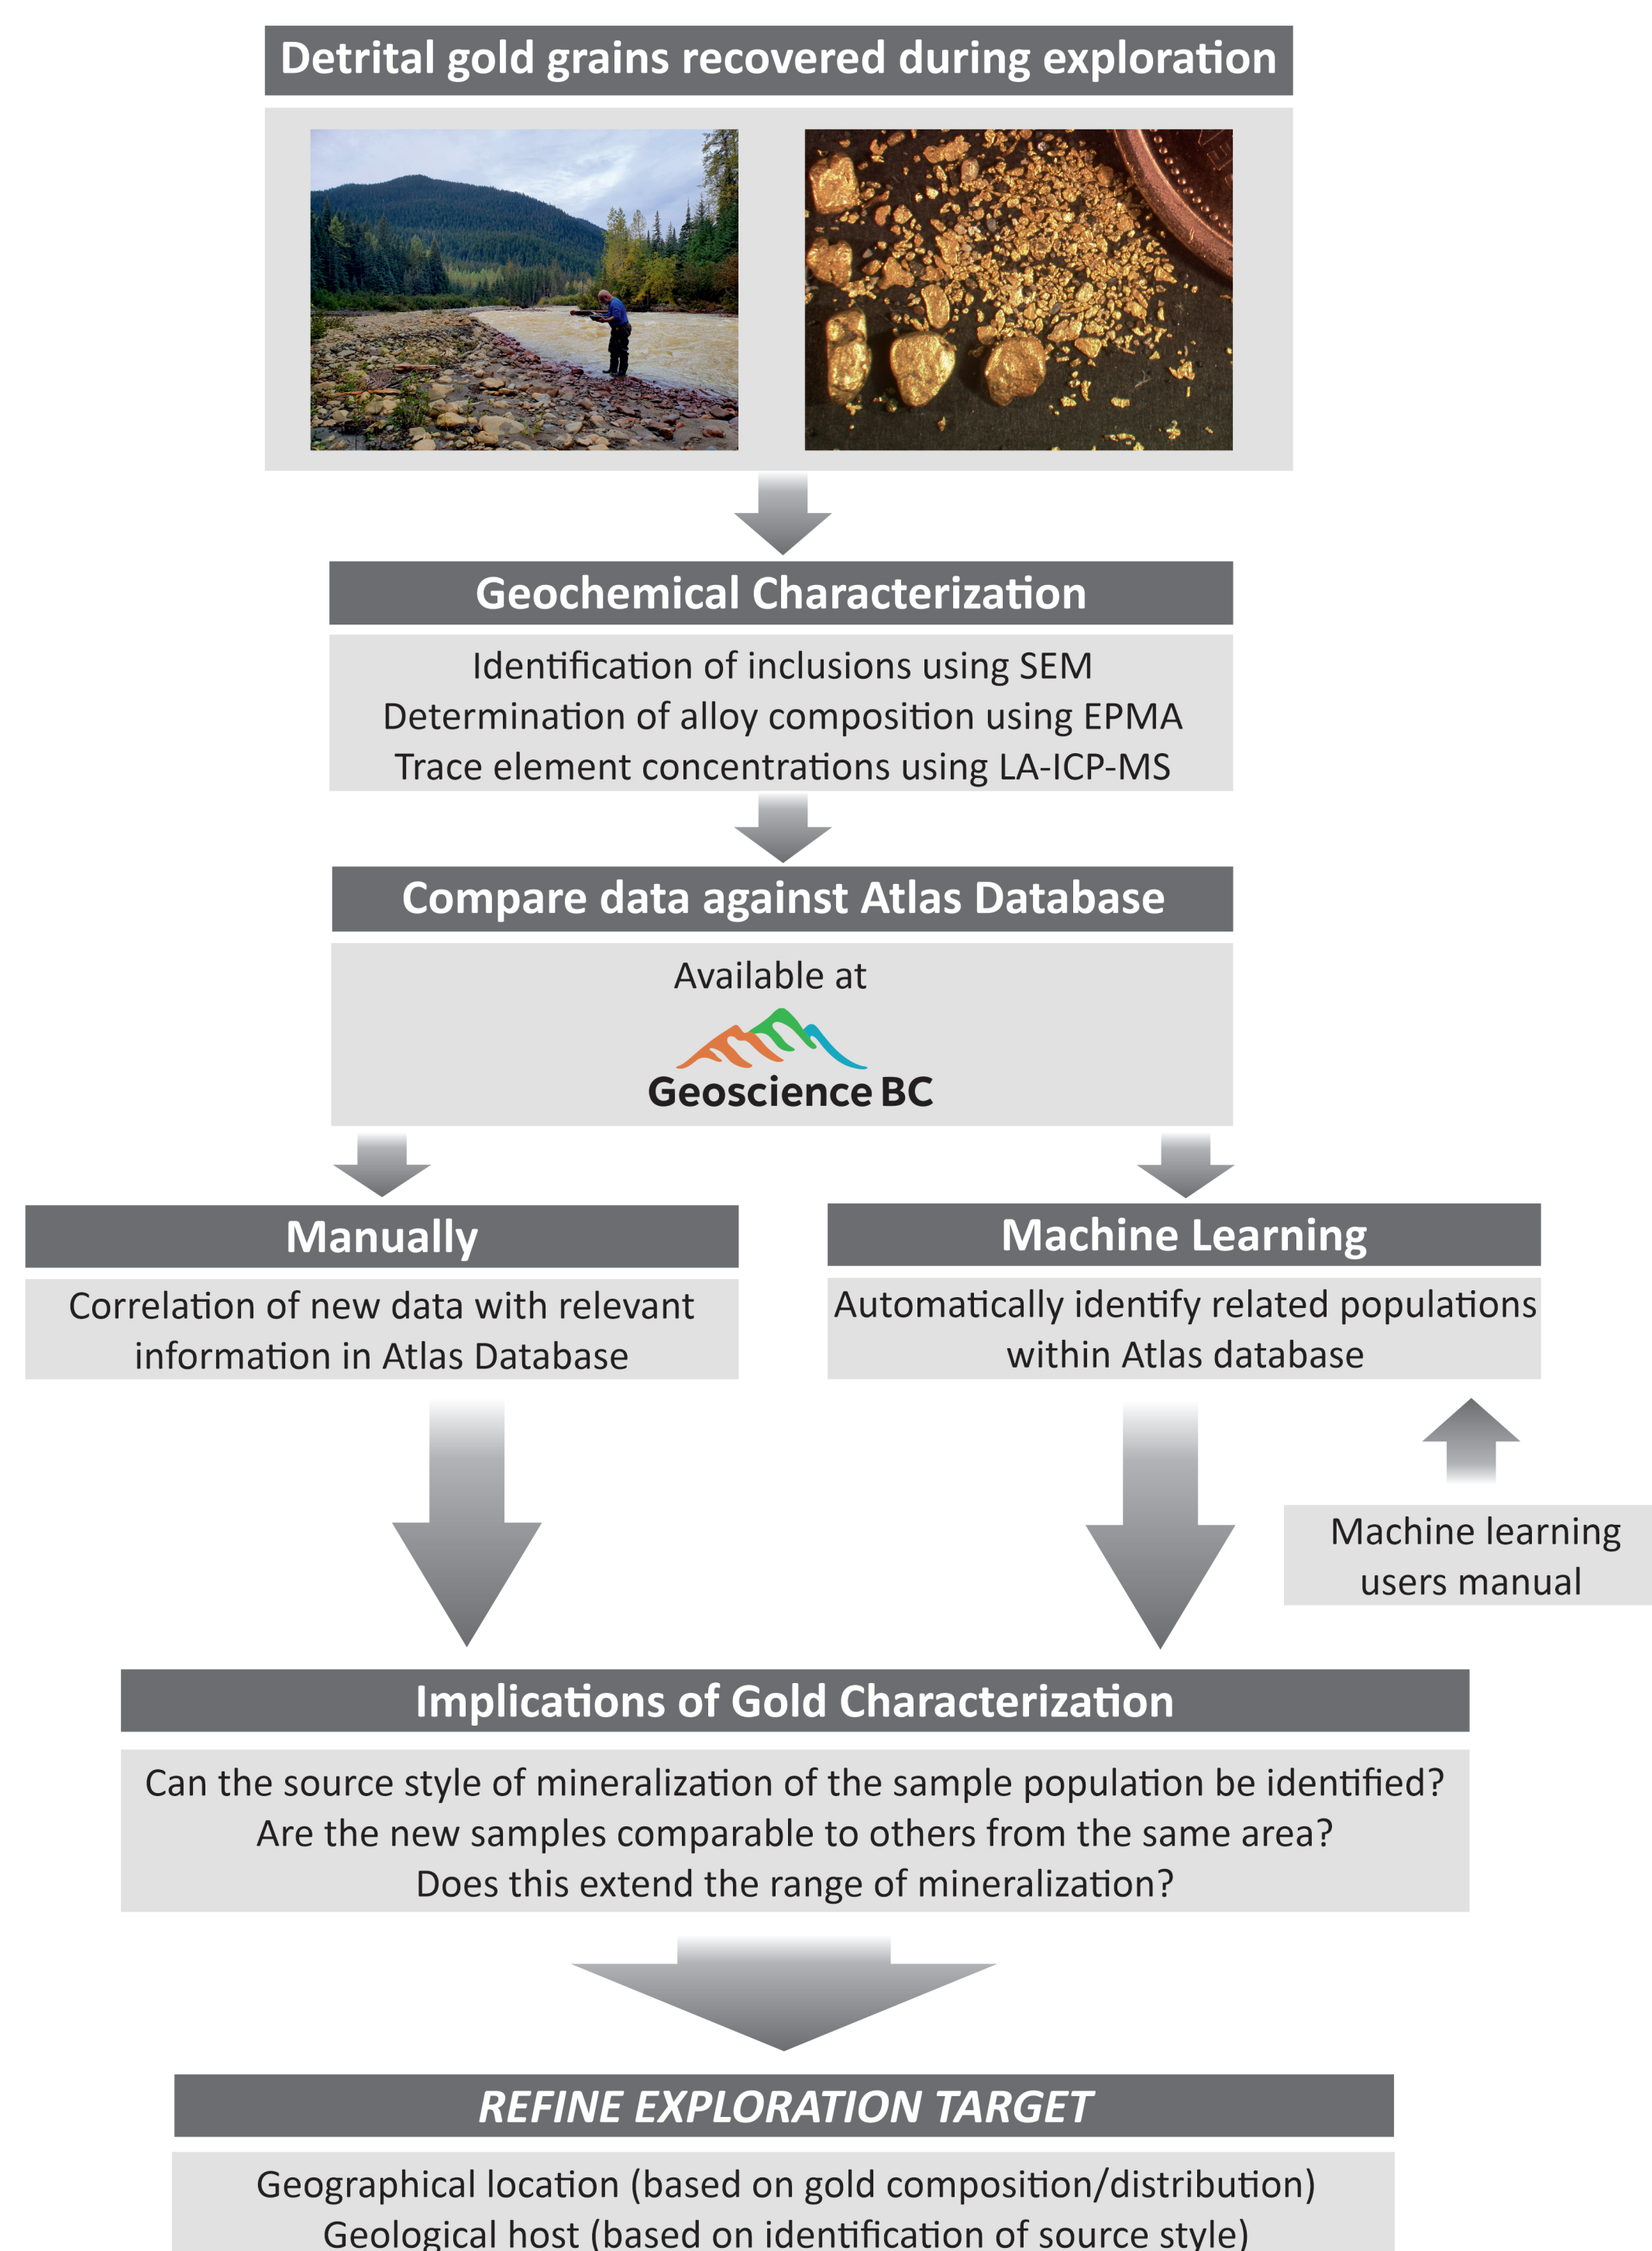 Detrital gold grains recovered during exploration
Geochemical Characterization
Identification of inclusions using SEM
Determination of alloy composition using EPMA
Trace element concentrations using LA-ICP-MS
Compare data against Atlas Database
Available at
Geoscience BC
Manually
Correlation of new data with relevant
information in Atlas Database
Machine Learning
Automatically identify related populations
within Atlas database
Machine learning
users manual
Implications of Gold Characterization
Can the source style of mineralization of the sample population be identified?
Are the new samples comparable to others from the same area?
Does this extend the range of mineralization?
REFINE EXPLORATION TARGET
Geographical location (based on gold composition/distribution)
Geological host (based on identification of source style)